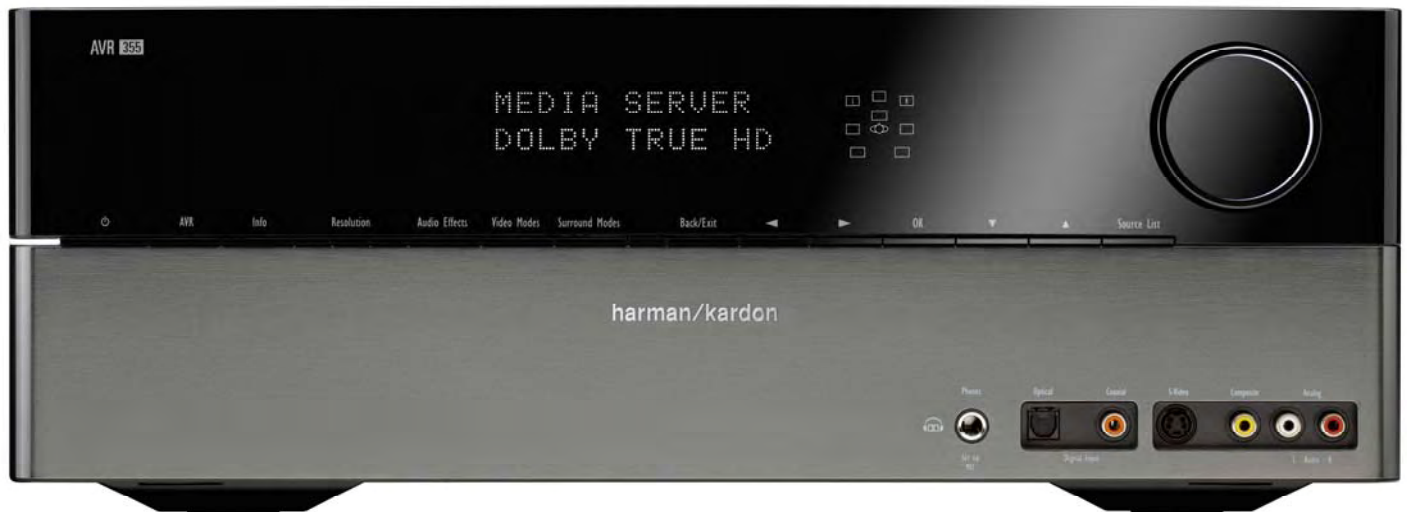 AVR 355
MEDIA SERVER
DOLBY TRUE HD
AVR Info Resolution Audio Effects Video Modes Surround Modes Back/Exit OK Source List
harman/kardon
Phones Optical Coaxial S-Video Composite Analog
Digital Input L - Audio - R